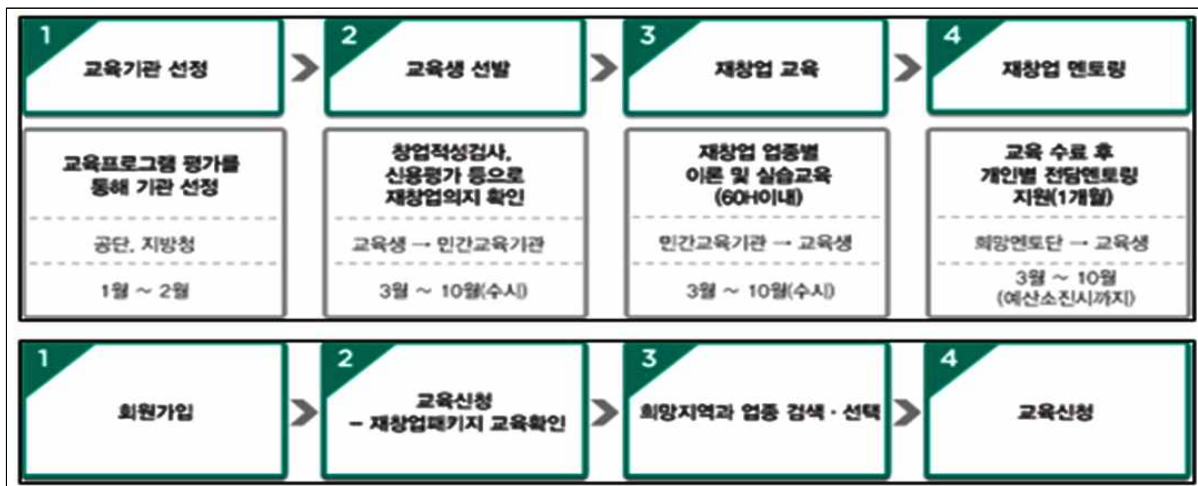 1
교육기관 선정
2
교육생 선발
3
재창업 교육
4
재창업 멘토링
교육프로그램 평가를
통해 기관 선정
공단, 지방청
1월 ~ 2월
창업적성검사,
신용평가 등으로
재창업의지 확인
교육생 → 민간교육기관
3월 ~ 10월(수시)
재창업 업종별
이론 및 실습교육
(60H이내)
민간교육기관 → 교육생
3월 ~ 10월(수시)
교육 수료 후
개인별 전담멘토링
지원(1개월)
희망멘토단 → 교육생
3월 ~ 10월
(예산소진시까지)
1
회원가입
2
교육신청
- 재창업패키지 교육확인
3
희망지역과 업종 검색 · 선택
4
교육신청